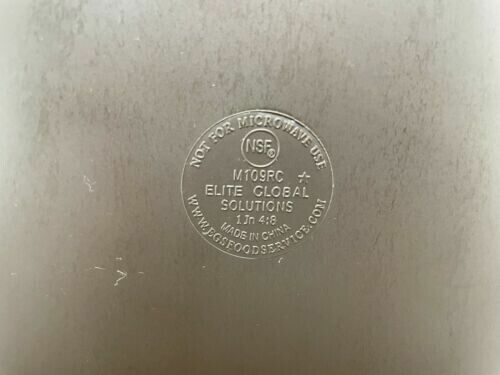 NOT FOR MICROWAVE USE
NSF®
M109RC
ELITE GLOBAL
SOLUTIONS
1 Jn 4:8
MADE IN CHINA
WWW.EGSFOODSERVICE.COM